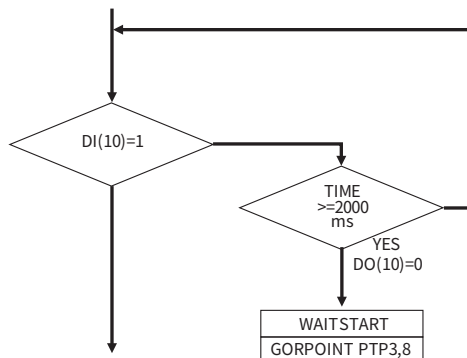 DI(10)=1
TIME
>=2000
ms
YES
DO(10)=0
WAITSTART
GORPOINT PTP3,8